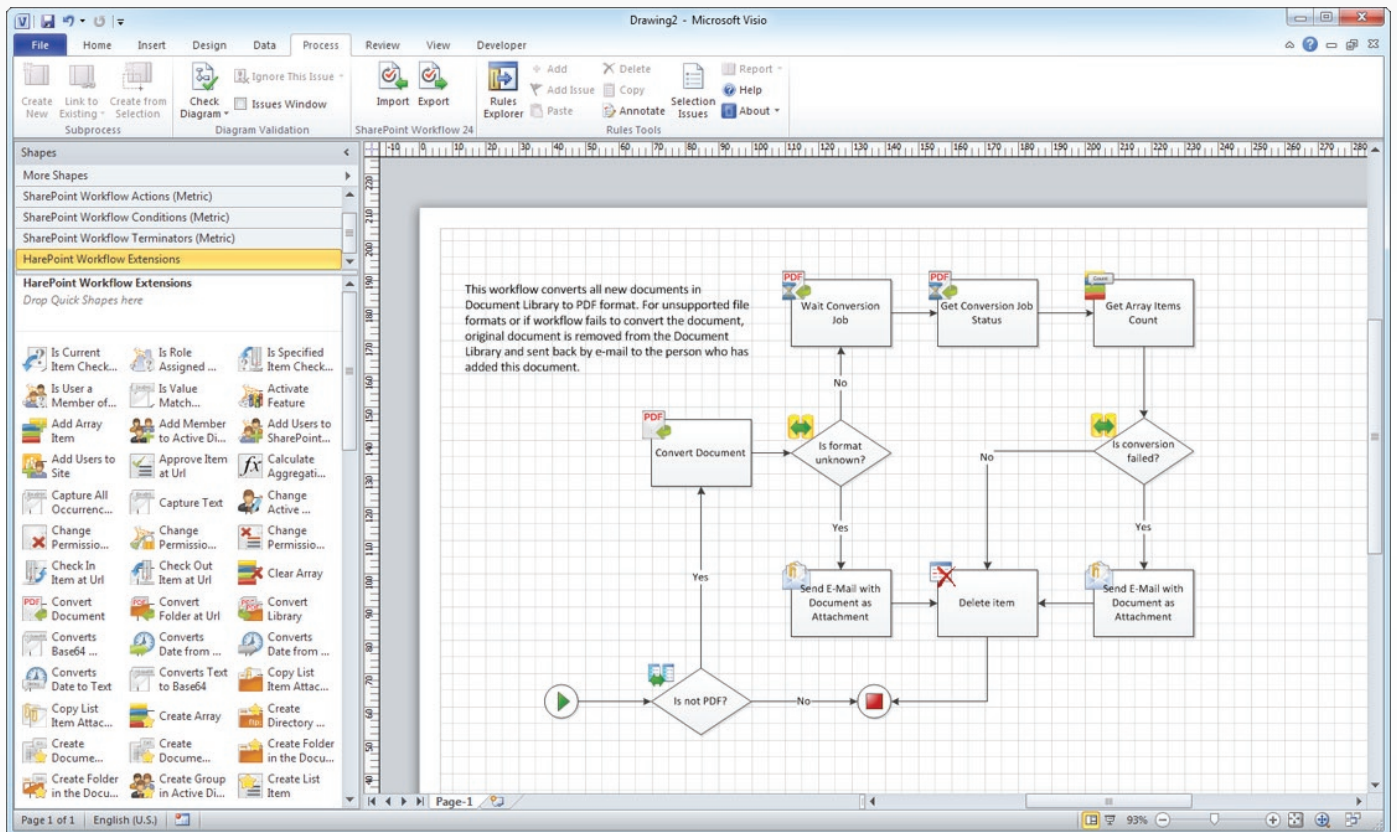 Drawing2 - Microsoft Visio
File Home Insert Design Data Process Review View Developer
Create New
Link to Existing
Create from Selection
Subprocess
Check Diagram
Ignore This Issue
Issues Window
Diagram Validation
Import Export
SharePoint Workflow 24
Rules Explorer
Add
Add Issue
Paste
Delete
Copy
Annotate
Selection Issues
Report
Help
About
Rules Tools
Shapes
More Shapes
SharePoint Workflow Actions (Metric)
SharePoint Workflow Conditions (Metric)
SharePoint Workflow Terminators (Metric)
HarePoint Workflow Extensions
HarePoint Workflow Extensions
Drop Quick Shapes here
Is Current Item Check...
Is Role Assigned ...
Is Specified Item Check...
Is User a Member of...
Is Value Match...
Activate Feature
Add Array Item
Add Member to Active Di...
Add Users to SharePoint...
Add Users to Site
Approve Item at Url
Calculate Aggregati...
Capture All Occurrenc...
Capture Text
Change Active ...
Change Permissio...
Change Permissio...
Change Permissio...
Check In Item at Url
Check Out Item at Url
Clear Array
Convert Document
Convert Folder at Url
Convert Library
Converts Base64 ...
Converts Date from ...
Converts Date from ...
Converts Date to Text
Converts Text to Base64
Copy List Item Attac...
Copy List Item Attac...
Create Array
Create Directory ...
Create Docume...
Create Docume...
Create Folder in the Docu...
Create Folder in the Docu...
Create Group in Active Di...
Create List Item
This workflow converts all new documents in
Document Library to PDF format. For unsupported file
formats or if workflow fails to convert the document,
original document is removed from the Document
Library and sent back by e-mail to the person who has
added this document.
PDF
Wait Conversion
Job
PDF
Get Conversion Job
Status
Count
Get Array Items
Count
No
PDF
Convert Document
Is format
unknown?
Is conversion
failed?
No
Yes
Yes
Yes
Send E-Mail with
Document as
Attachment
Delete item
Send E-Mail with
Document as
Attachment
Is not PDF?
No
Page-1
Page 1 of 1 English (U.S.)
93%